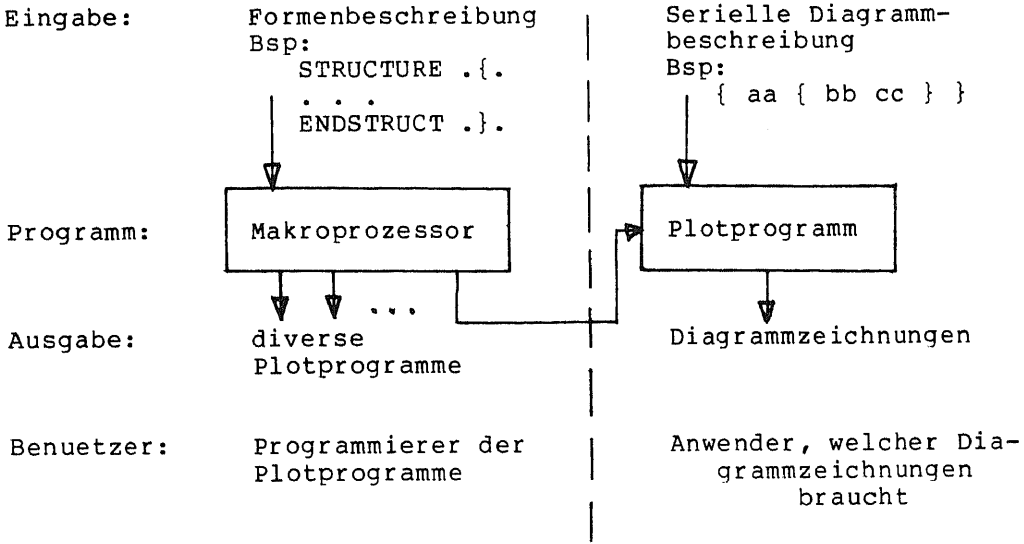 Eingabe:
Formenbeschreibung
Bsp:
STRUCTURE .{.
. . .
ENDSTRUCT .}.
Serielle Diagramm-
beschreibung
Bsp:
{ aa { bb cc } }
Programm:
Makroprozessor
Plotprogramm
...
Ausgabe:
diverse
Plotprogramme
Diagrammzeichnungen
Benuetzer:
Programmierer der
Plotprogramme
Anwender, welcher Dia-
grammzeichnungen
braucht